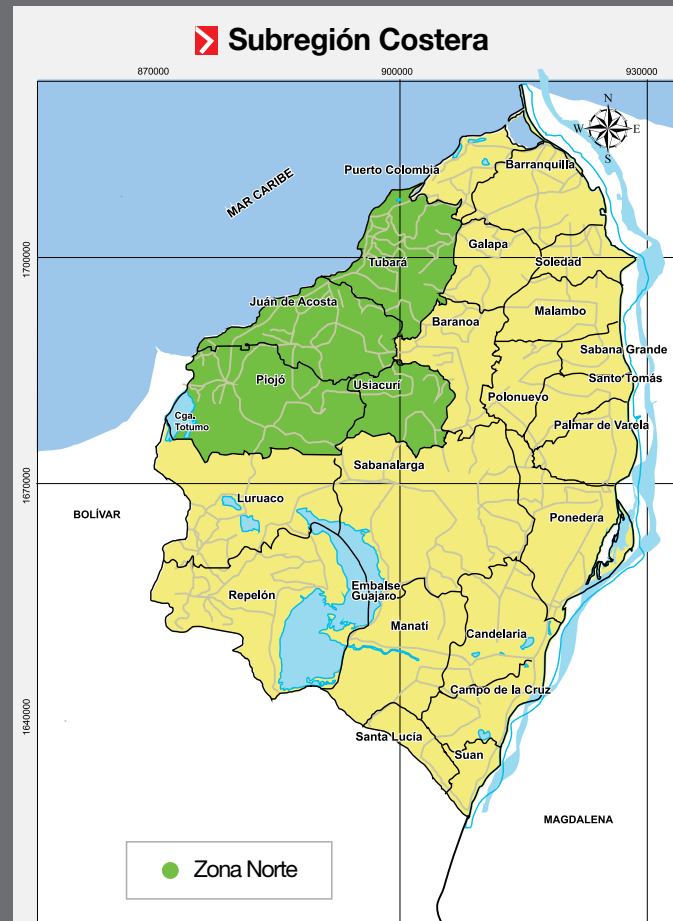 Subregión Costera
870000
900000
930000
N
W
E
S
Puerto Colombia
Barranquilla
MAR CARIBE
Galapa
1700000
Tubará
Soledad
Juán de Acosta
Malambo
Baranoa
Sabana Grande
Piojó
Usiacurí
Santo Tomás
Polonuevo
Cga.
Totumo
Palmar de Varela
Sabanalarga
1670000
Luruaco
BOLÍVAR
Ponedera
Embalse
Guajaro
Repelón
Manatí
Candelaria
Campo de la Cruz
1640000
Santa Lucía
Suan
MAGDALENA
Zona Norte